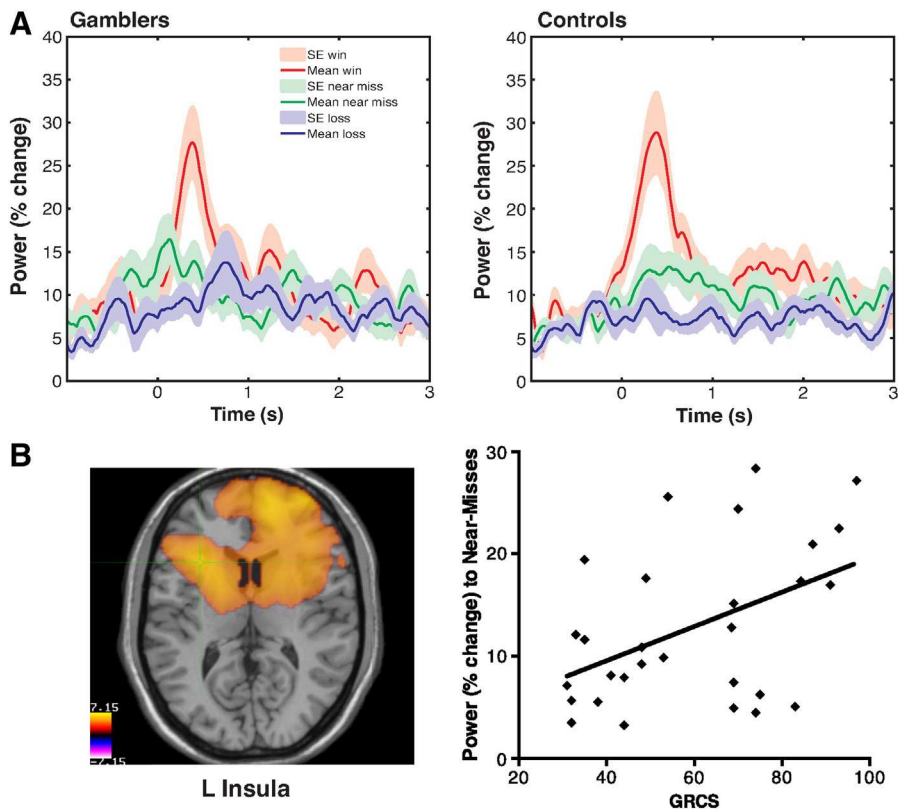 A
Gamblers
Power (% change)
40
35
30
25
20
15
10
5
0
SE win
Mean win
SE near miss
Mean near miss
SE loss
Mean loss
0 1 2 3
Time (s)
Controls
Power (% change)
40
35
30
25
20
15
10
5
0
0 1 2 3
Time (s)
B
7.15
-7.15
L Insula
Power (% change) to Near-Misses
30
20
10
0
20 40 60 80 100
GRCS